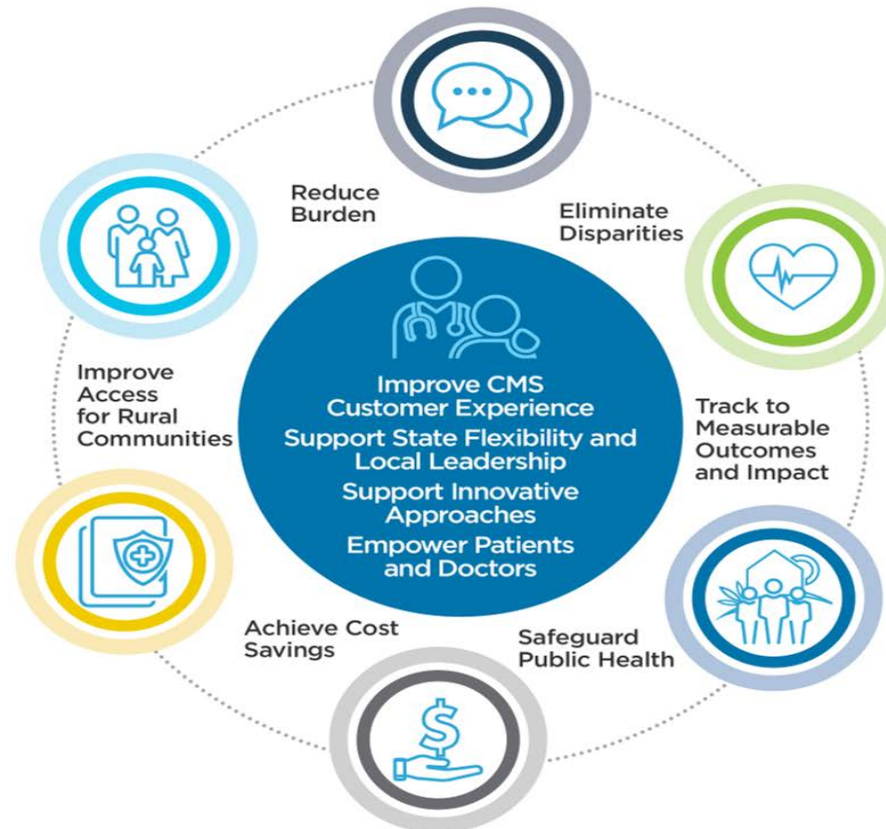 Reduce
Burden
Eliminate
Disparities
Improve
Access
for Rural
Communities
Improve CMS
Customer Experience
Support State Flexibility and
Local Leadership
Support Innovative
Approaches
Empower Patients
and Doctors
Track to
Measurable
Outcomes
and Impact
Achieve Cost
Savings
Safeguard
Public Health